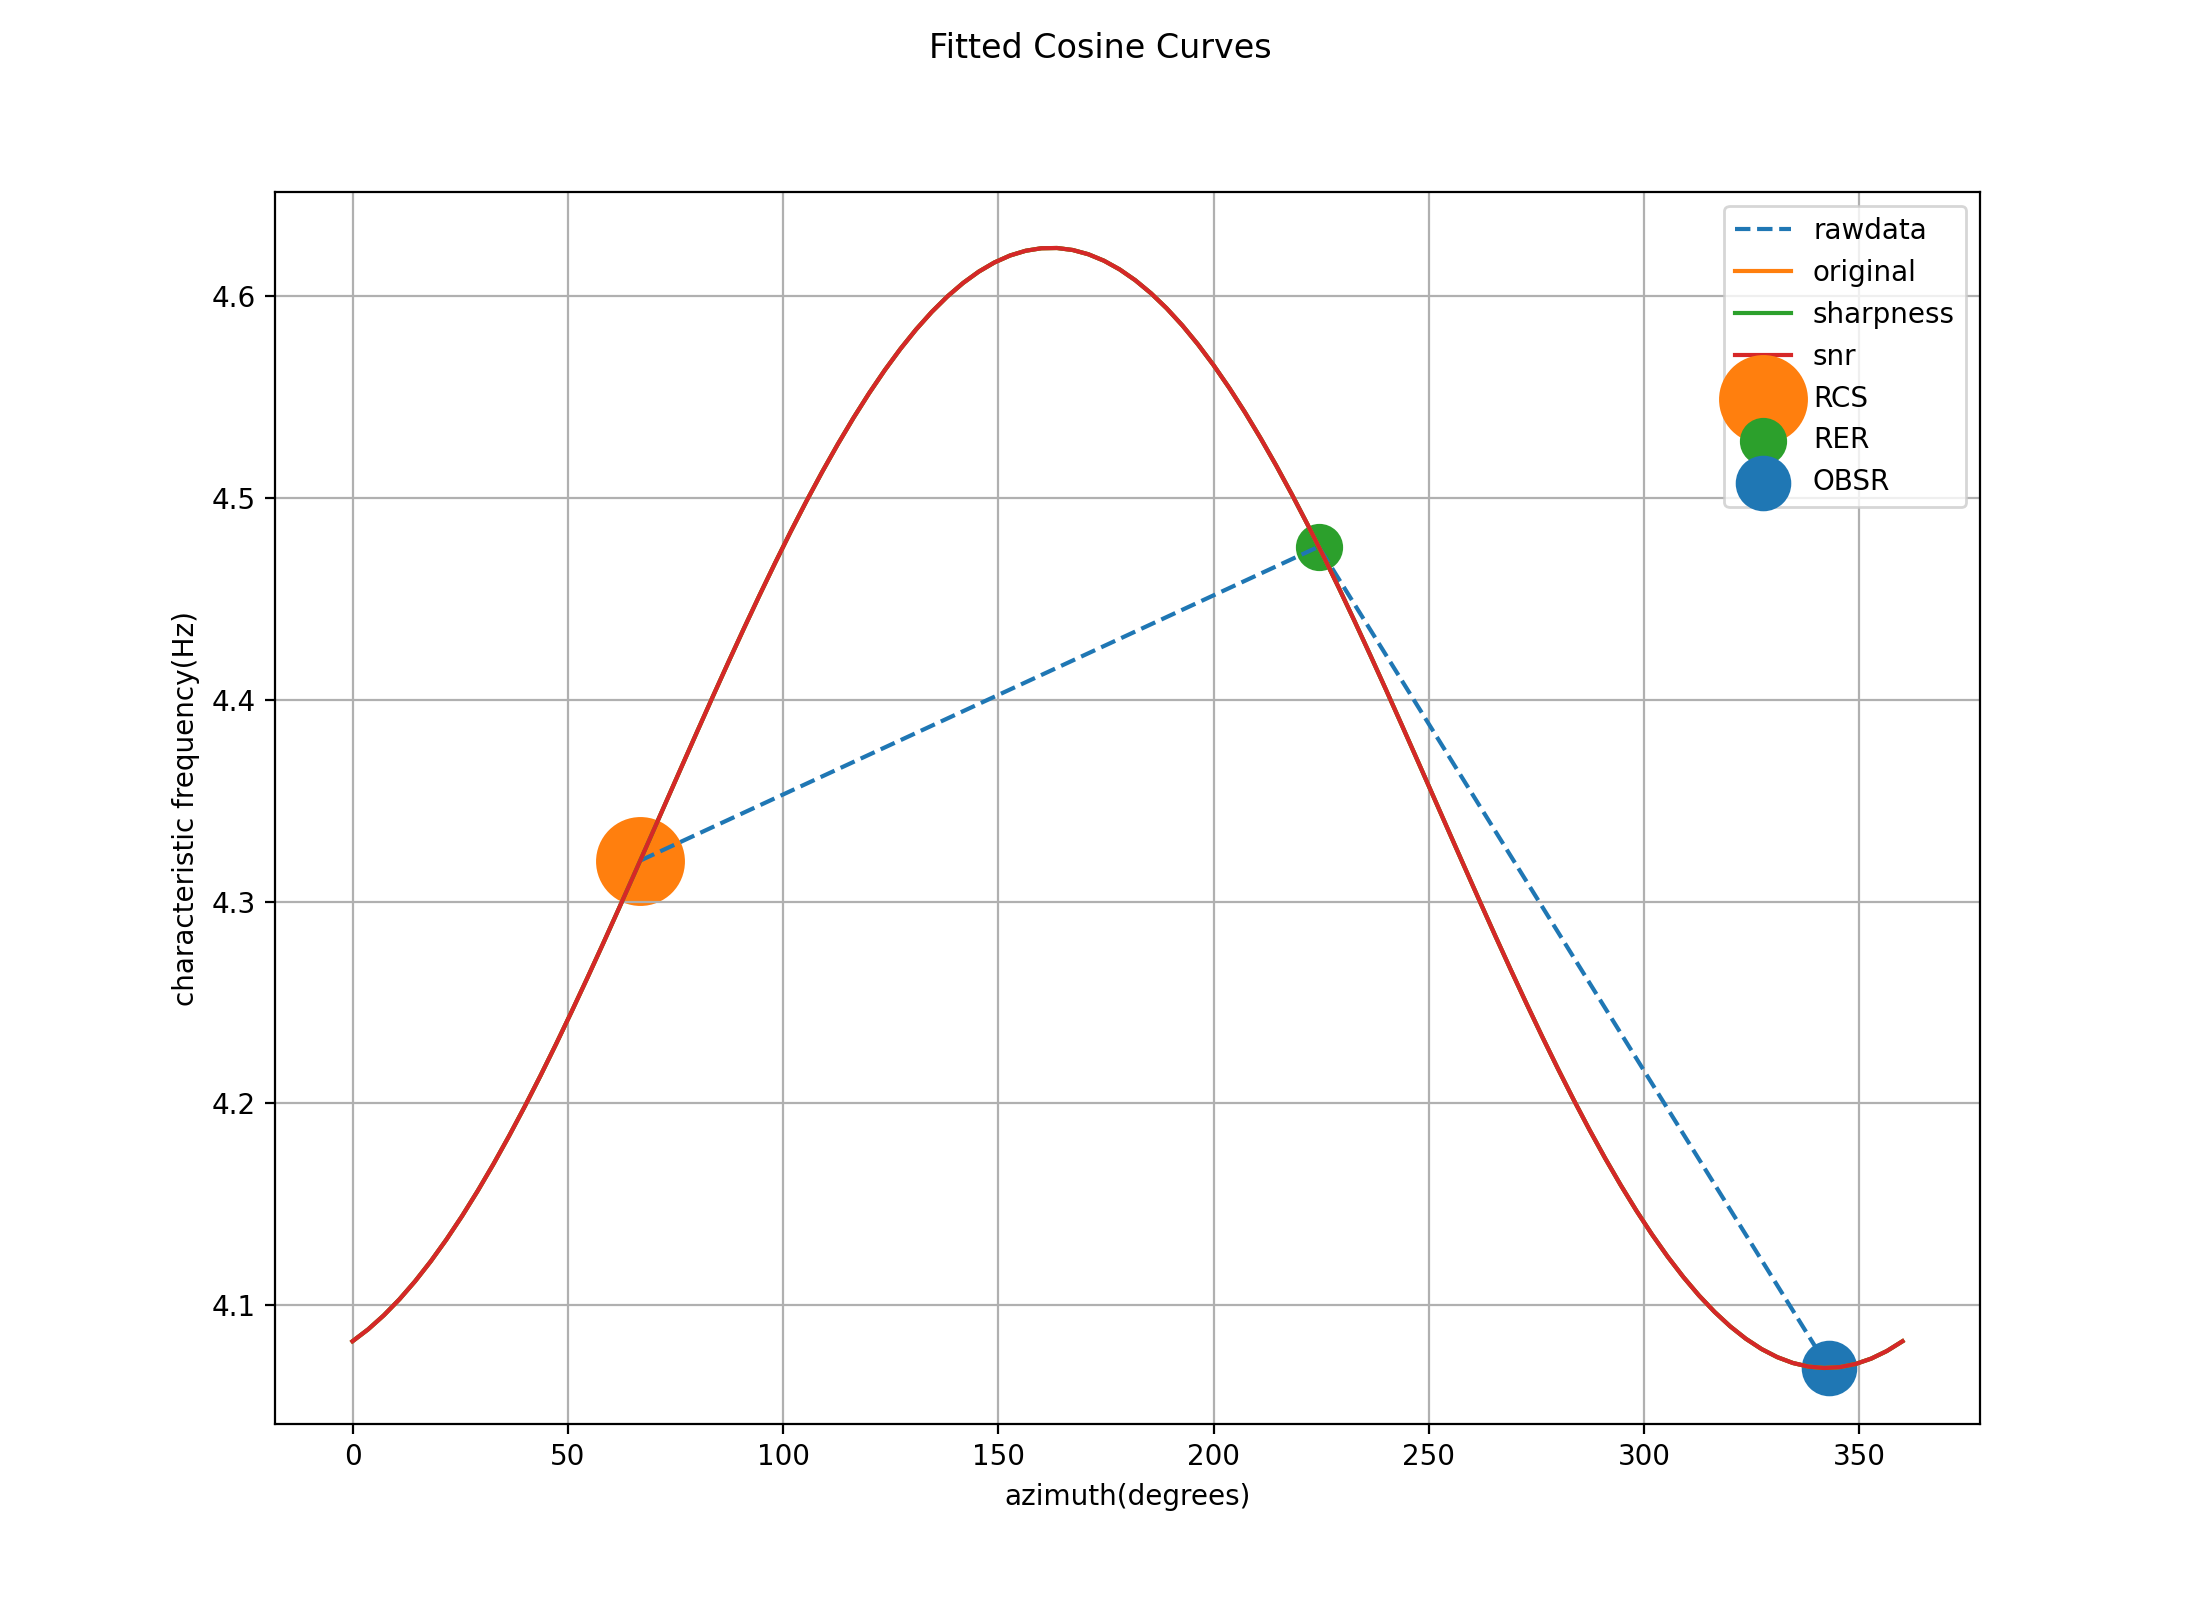 Fitted Cosine Curves
rawdata
original
sharpness
snr
RCS
RER
OBSR
characteristic frequency(Hz)
4.6
4.5
4.4
4.3
4.2
4.1
0 50 100 150 200 250 300 350
azimuth(degrees)